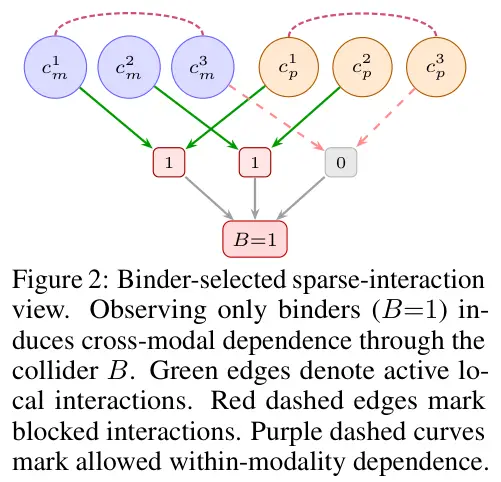 c_m^1 c_m^2 c_m^3 c_p^1 c_p^2 c_p^3
1 1 0
B=1
Figure 2: Binder-selected sparse-interaction
view. Observing only binders (B=1) in-
duces cross-modal dependence through the
collider B. Green edges denote active lo-
cal interactions. Red dashed edges mark
blocked interactions. Purple dashed curves
mark allowed within-modality dependence.